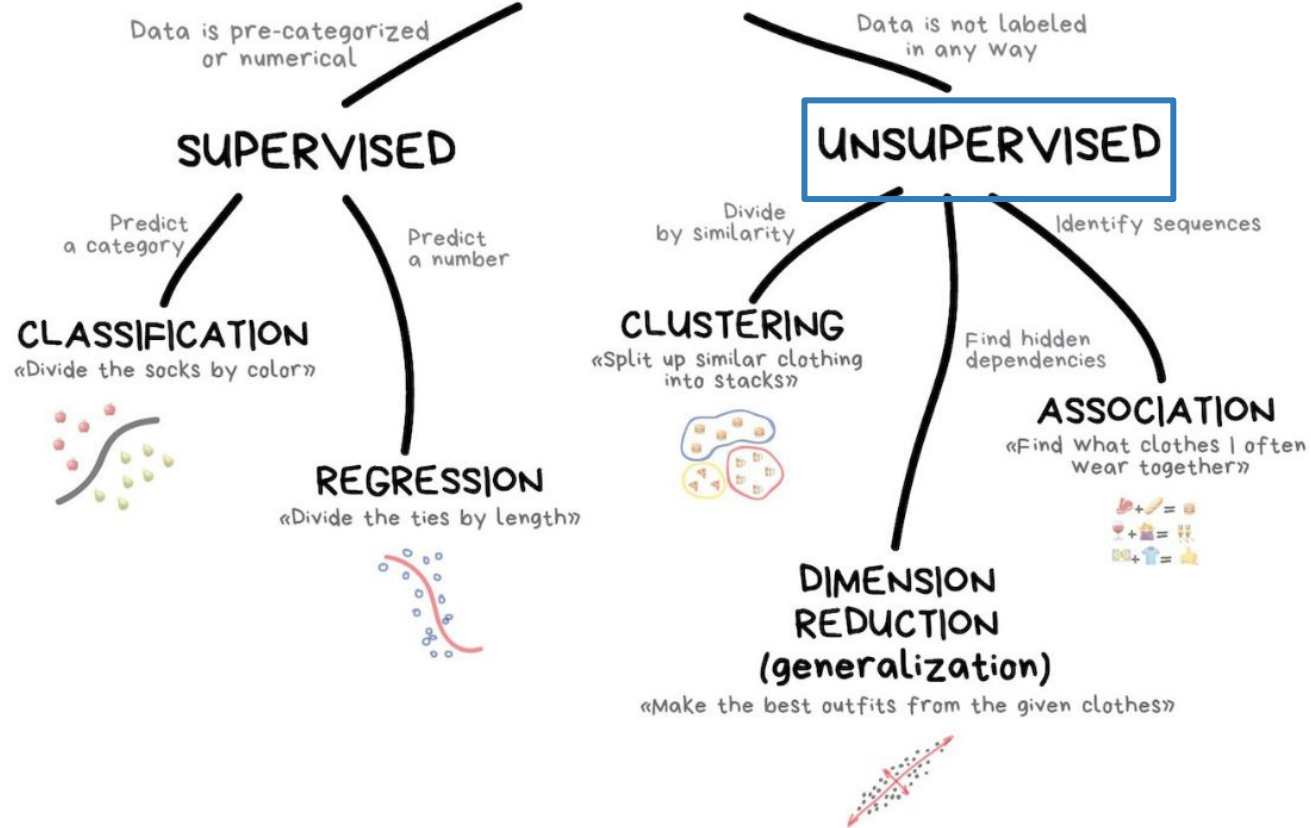 Data is pre-categorized
or numerical
Data is not labeled
in any way
SUPERVISED
UNSUPERVISED
Predict
a category
Predict
a number
Divide
by similarity
Identify sequences
CLASSIFICATION
«Divide the socks by color»
CLUSTERING
«Split up similar clothing
into stacks»
Find hidden
dependencies
ASSOCIATION
«Find what clothes I often
wear together»
REGRESSION
«Divide the ties by length»
+ =
+ =
+ =
DIMENSION
REDUCTION
(generalization)
«Make the best outfits from the given clothes»